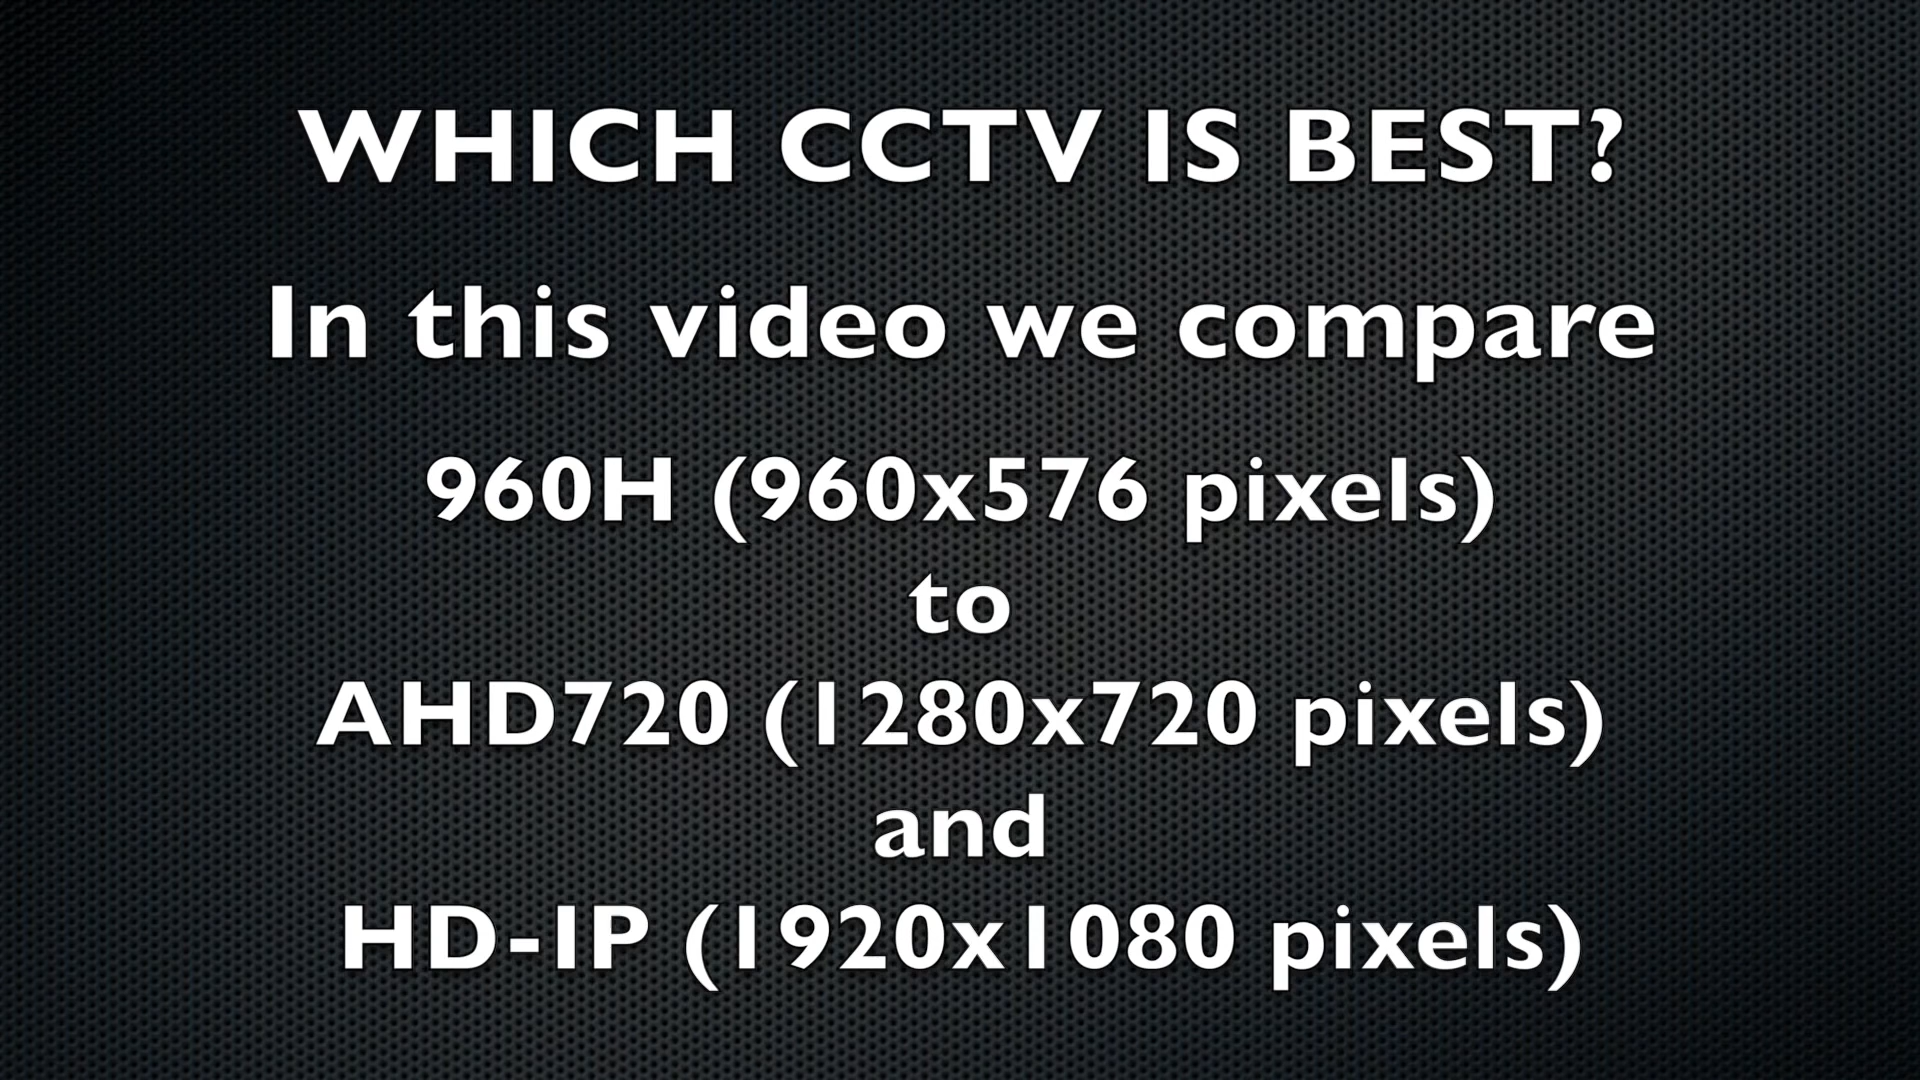 WHICH CCTV IS BEST?
In this video we compare
960H (960x576 pixels)
to
AHD720 (1280x720 pixels)
and
HD-IP (1920x1080 pixels)